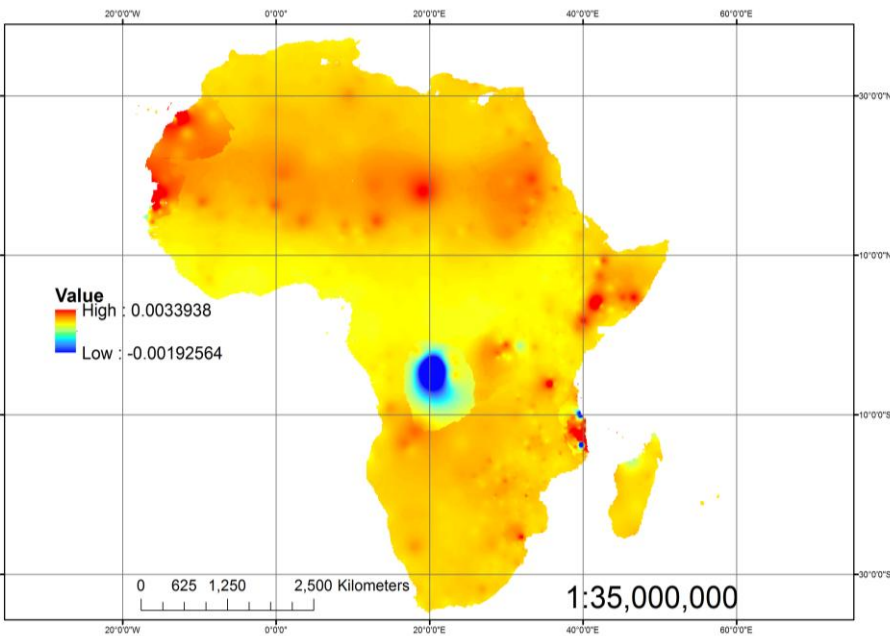 20°0'0"W 0°0'0" 20°0'0"E 40°0'0"E 60°0'0"E
30°0'0"N
10°0'0"N
Value
High : 0.0033938
Low : -0.00192564
10°0'0"S
30°0'0"S
0 625 1,250 2,500 Kilometers
1:35,000,000
20°0'0"W 0°0'0" 20°0'0"E 40°0'0"E 60°0'0"E